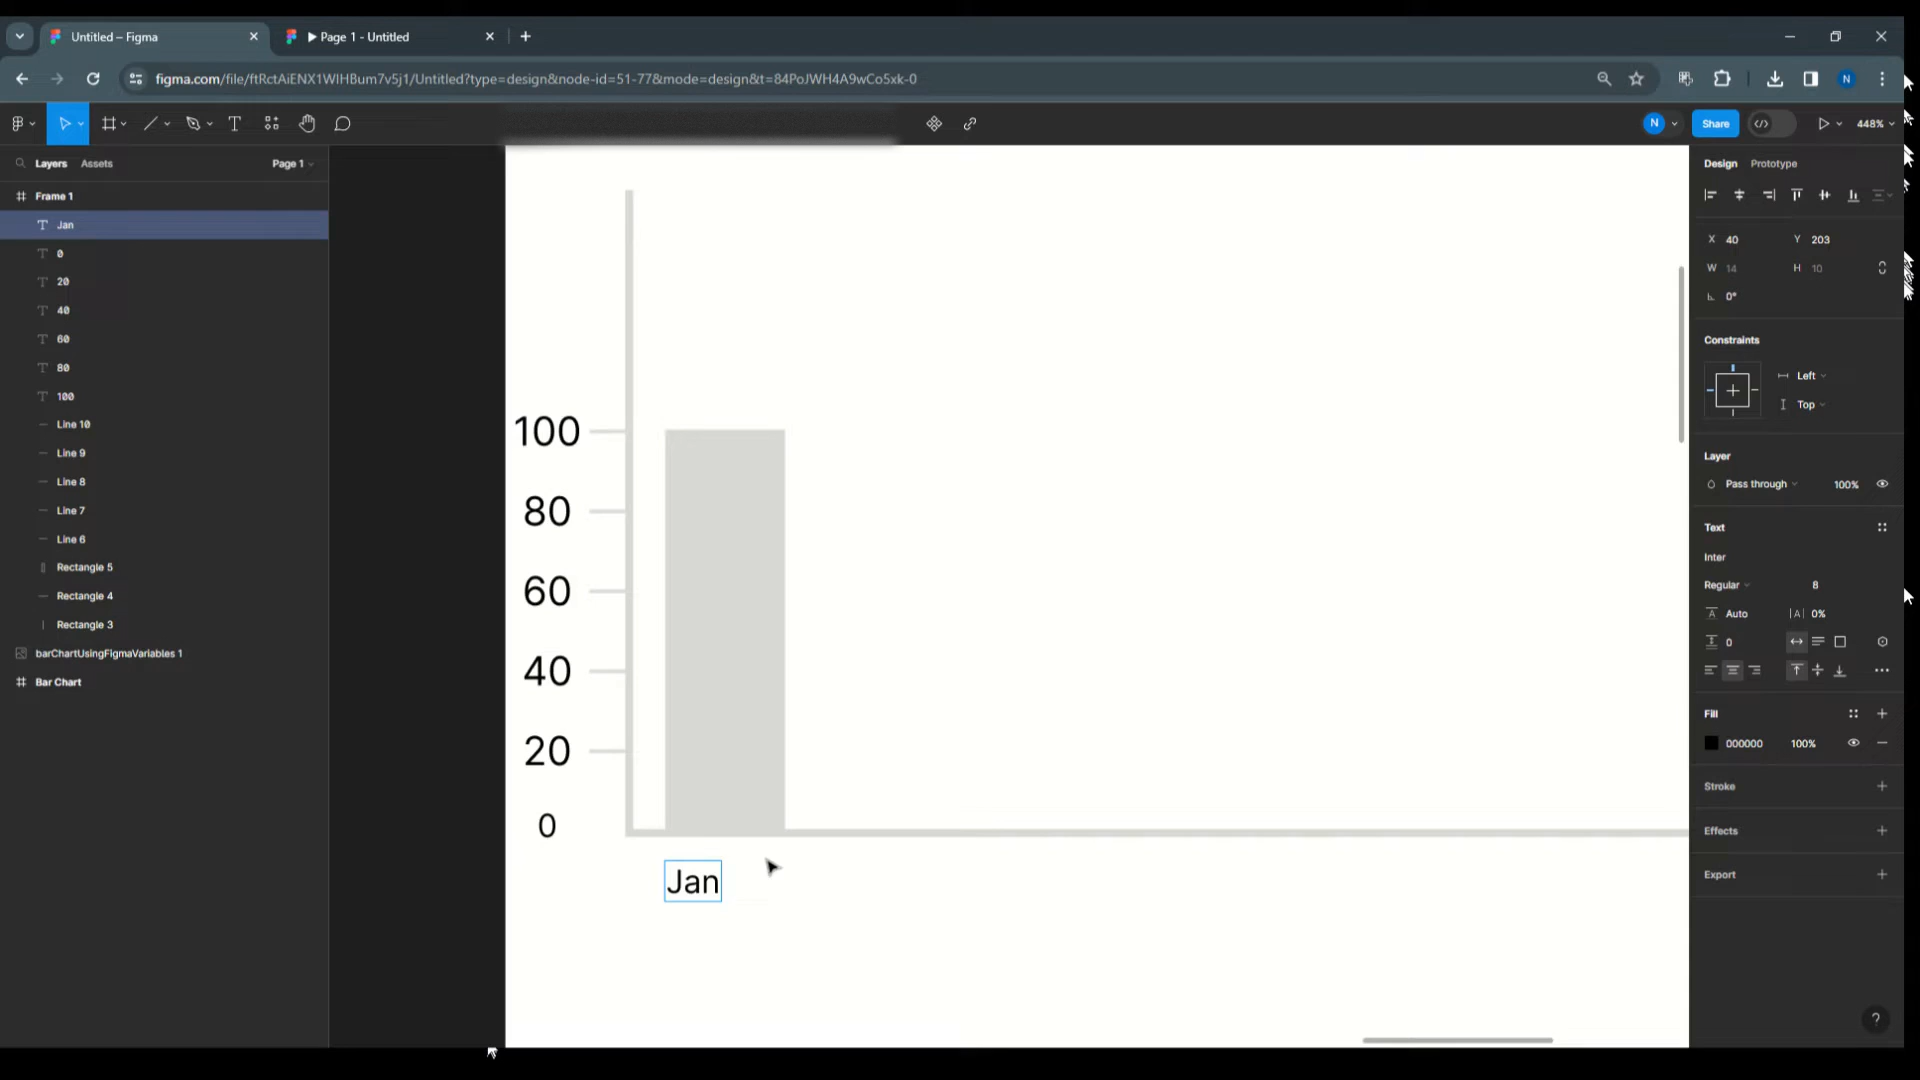 Untitled – Figma
Page 1 - Untitled
figma.com/file/ftRctAiENX1WIHBum7v5j1/Untitled?type=design&node-id=51-77&mode=design&t=84PoJWH4A9wCo5xk-0
N
N
Share
448%
Layers
Assets
Page 1
Design
Prototype
Frame 1
Jan
0
20
40
60
80
100
Line 10
Line 9
Line 8
Line 7
Line 6
Rectangle 5
Rectangle 4
Rectangle 3
barChartUsingFigmaVariables 1
Bar Chart
100
80
60
40
20
0
Jan
X 40 Y 203
W 14 H 10
0°
Constraints
Left
Top
Layer
Pass through 100%
Text
Inter
Regular 8
Auto |A| 0%
0
Fill
000000 100%
Stroke
Effects
Export
?